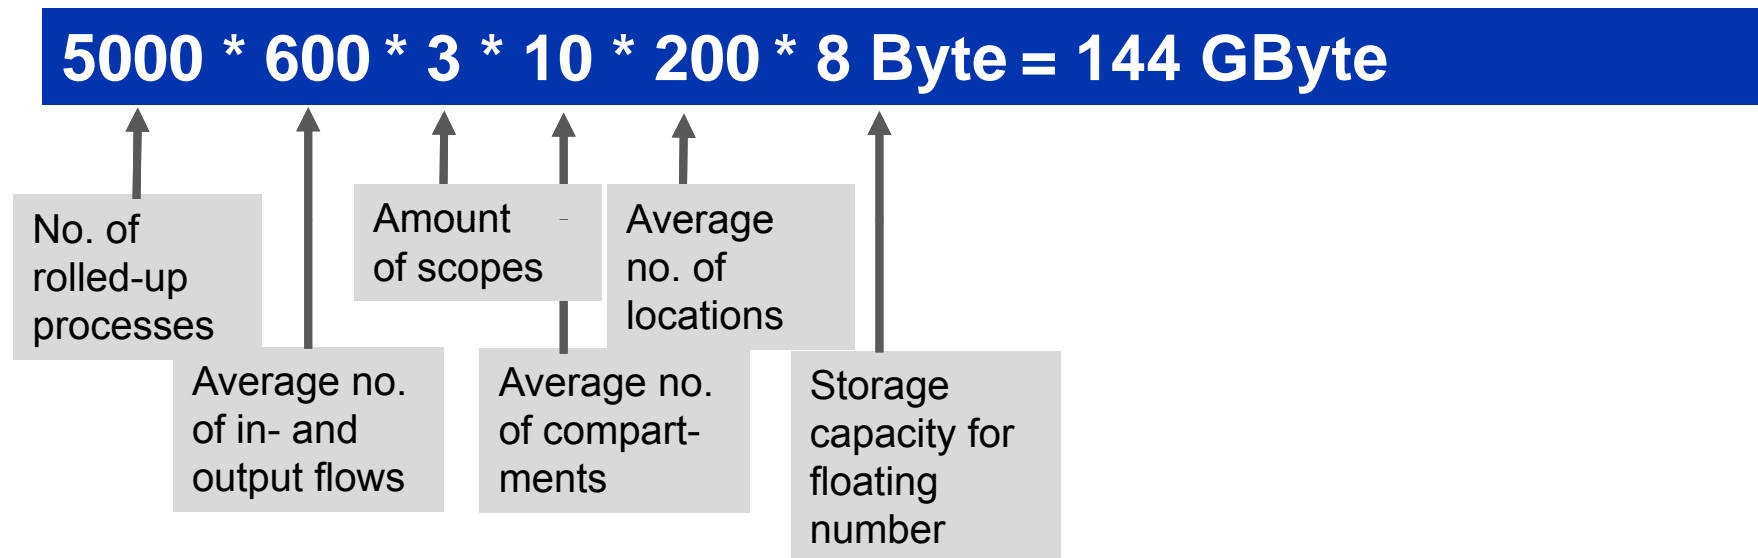 5000 * 600 * 3 * 10 * 200 * 8 Byte = 144 GByte
No. of
rolled-up
processes
Average no.
of in- and
output flows
Amount
of scopes
Average no.
of compart-
ments
Average
no. of
locations
Storage
capacity for
floating
number